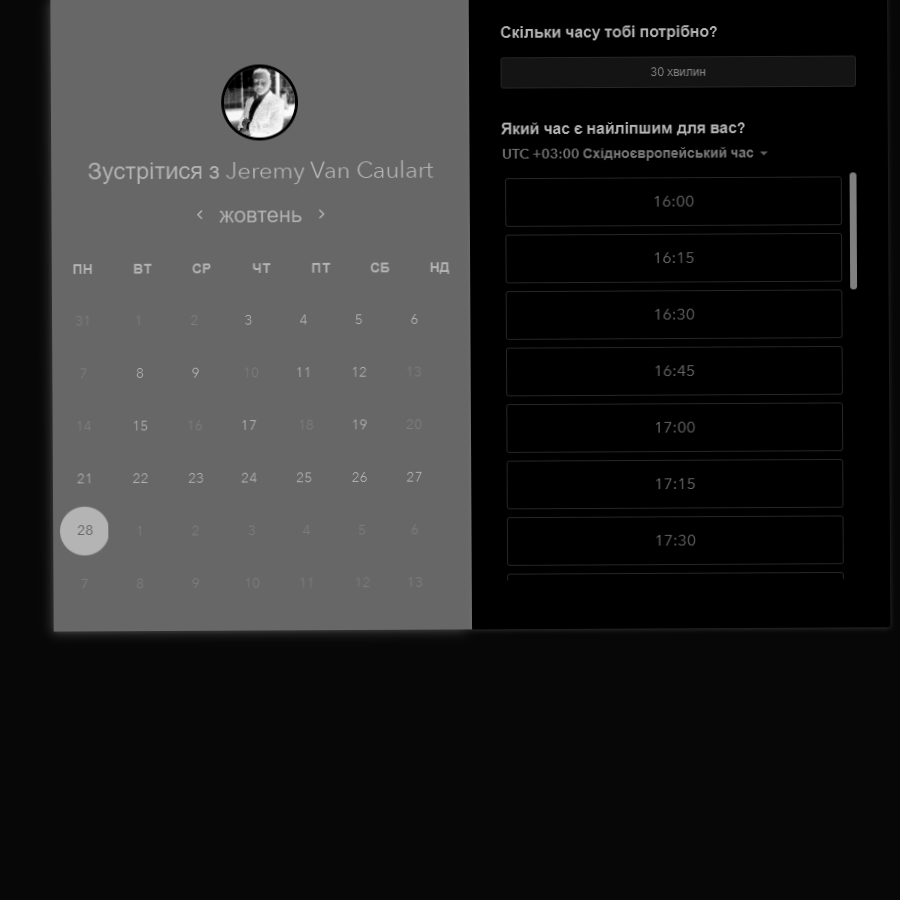 Зустрітися з Jeremy Van Caulart
жовтень
ПН ВТ СР ЧТ ПТ СБ НД
31 1 2 3 4 5 6
7 8 9 10 11 12 13
14 15 16 17 18 19 20
21 22 23 24 25 26 27
28 1 2 3 4 5 6
7 8 9 10 11 12 13
Скільки часу тобі потрібно?
30 хвилин
Який час є найліпшим для вас?
UTC +03:00 Східноєвропейський час
16:00
16:15
16:30
16:45
17:00
17:15
17:30